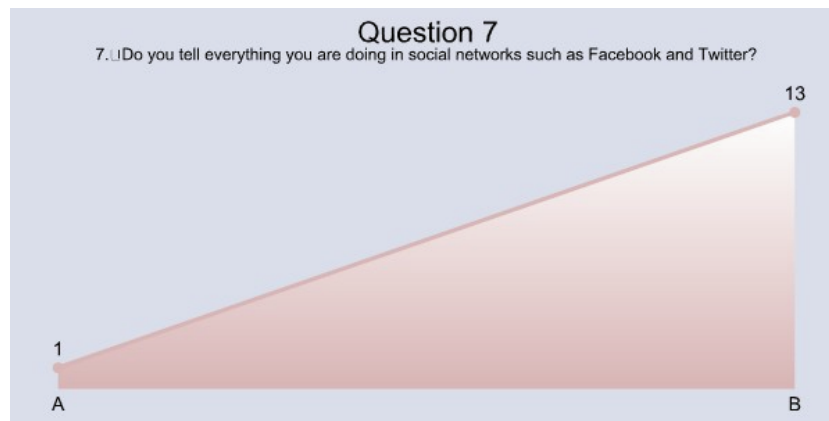 Question 7
7.Do you tell everything you are doing in social networks such as Facebook and Twitter?
13
1
A B